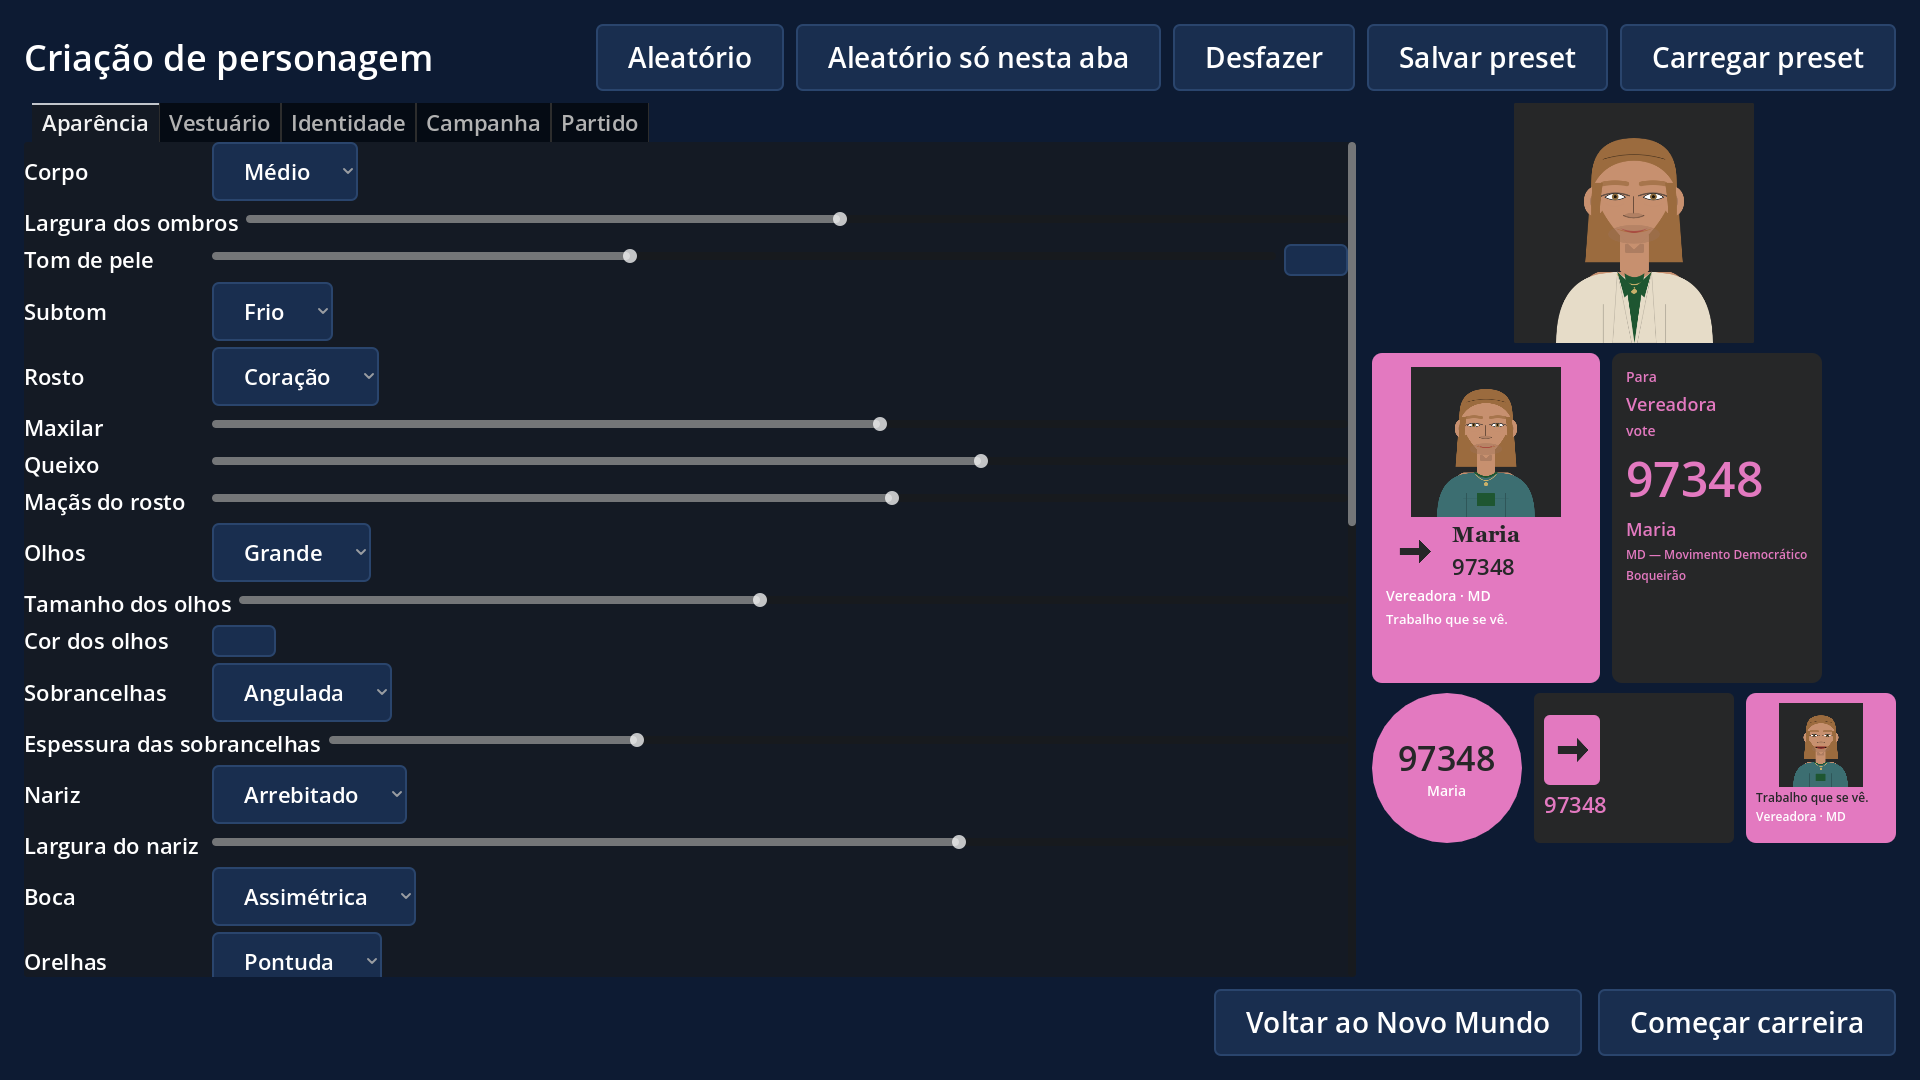 Criação de personagem
Aleatório
Aleatório só nesta aba
Desfazer
Salvar preset
Carregar preset
Aparência
Vestuário
Identidade
Campanha
Partido
Corpo
Médio
Largura dos ombros
Tom de pele
Subtom
Frio
Rosto
Coração
Maxilar
Queixo
Maçãs do rosto
Olhos
Grande
Tamanho dos olhos
Cor dos olhos
Sobrancelhas
Angulada
Espessura das sobrancelhas
Nariz
Arrebitado
Largura do nariz
Boca
Assimétrica
Orelhas
Pontuda
Maria
97348
Vereadora · MD
Trabalho que se vê.
Para
Vereadora
vote
97348
Maria
MD — Movimento Democrático
Boqueirão
97348
Maria
97348
Trabalho que se vê.
Vereadora · MD
Voltar ao Novo Mundo
Começar carreira